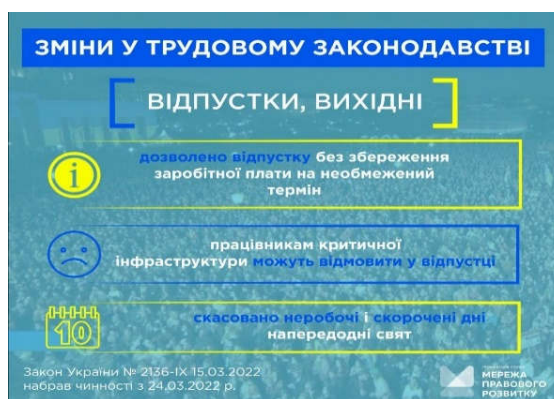 ЗМІНИ У ТРУДОВОМУ ЗАКОНОДАВСТВІ
ВІДПУСТКИ, ВИХІДНІ
дозволено відпустку без збереження
заробітної плати на необмежений
термін
працівникам критичної
інфраструктури можуть відмовити у відпустці
скасовано неробочі і скорочені дні
напередодні свят
10
Закон України № 2136-IX 15.03.2022
набрав чинності з 24.03.2022 р.
МЕРЕЖА
ПРАВОВОГО
РОЗВИТКУ